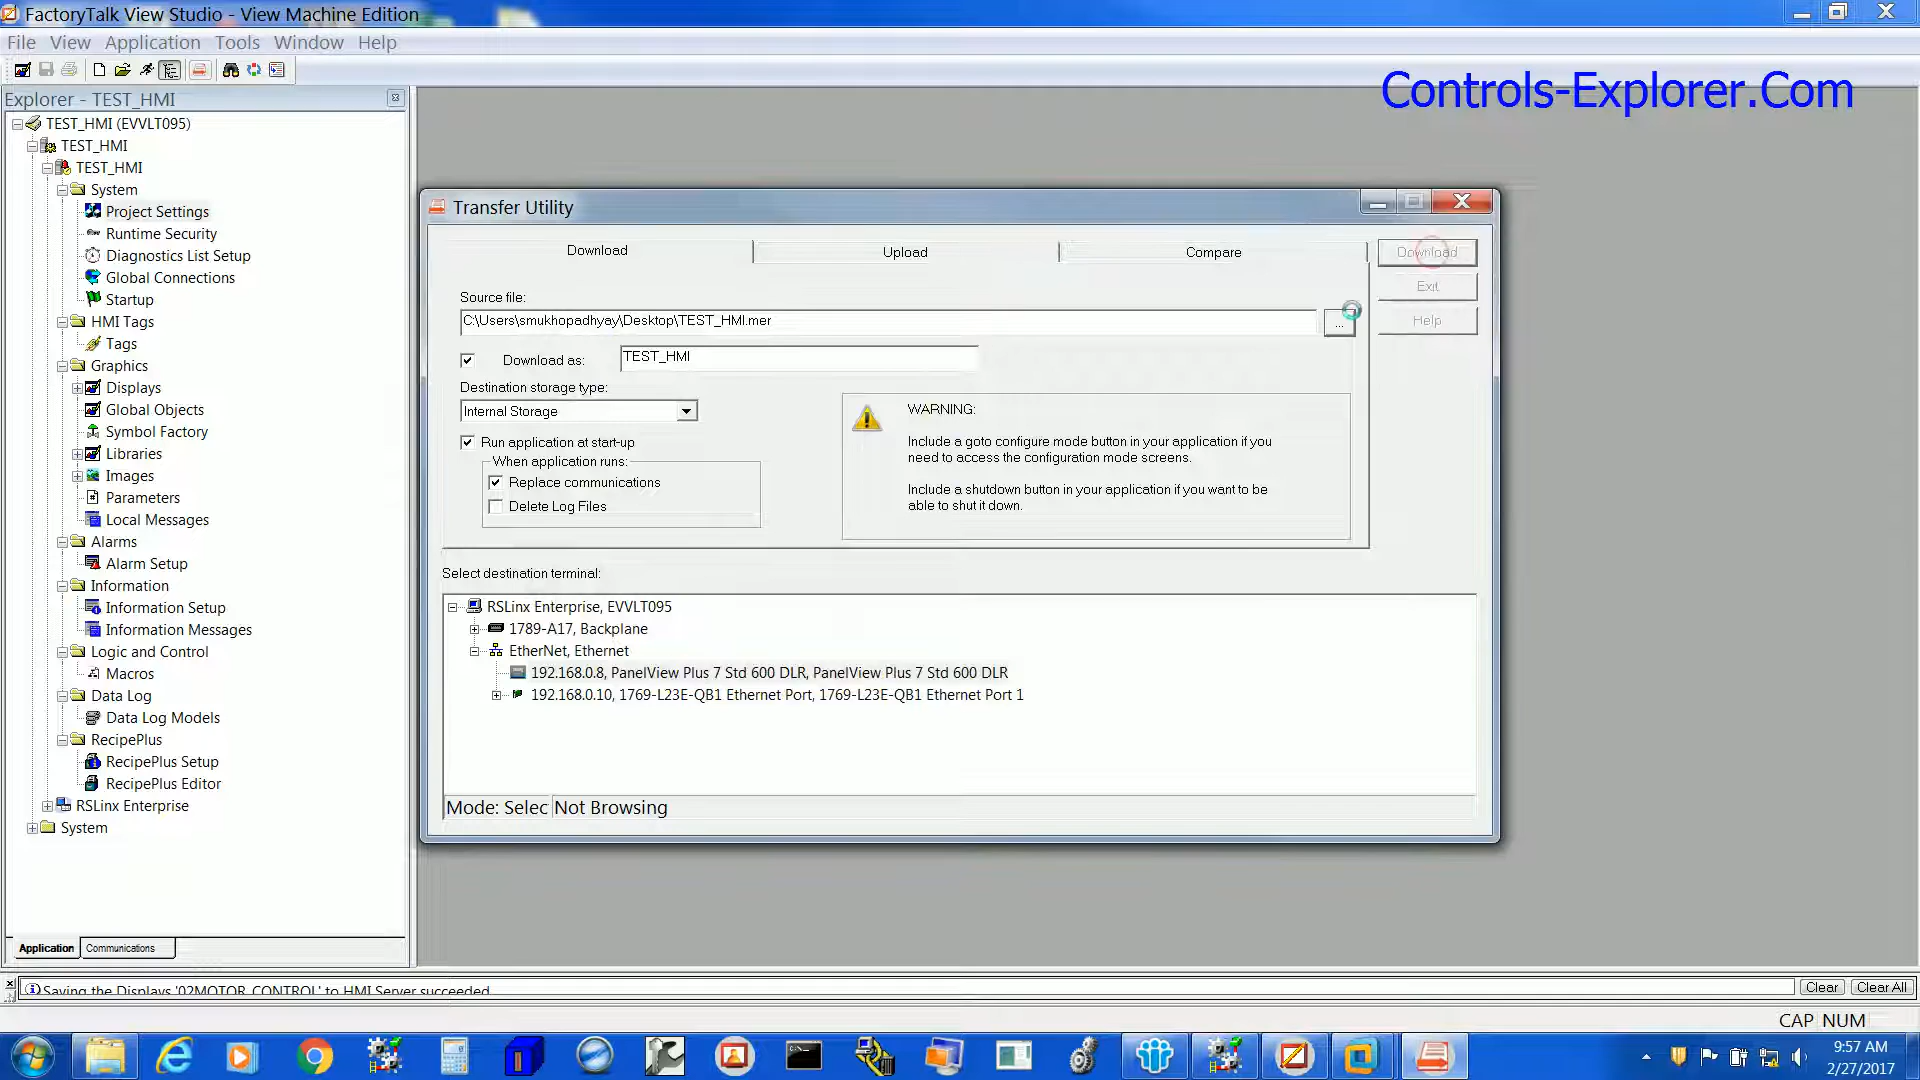 FactoryTalk View Studio - View Machine Edition
File View Application Tools Window Help
Controls-Explorer.Com
Explorer - TEST_HMI
TEST_HMI (EVVLT095)
TEST_HMI
TEST_HMI
System
Project Settings
Runtime Security
Diagnostics List Setup
Global Connections
Startup
HMI Tags
Tags
Graphics
Displays
Global Objects
Symbol Factory
Libraries
Images
Parameters
Local Messages
Alarms
Alarm Setup
Information
Information Setup
Information Messages
Logic and Control
Macros
Data Log
Data Log Models
RecipePlus
RecipePlus Setup
RecipePlus Editor
RSLinx Enterprise
System
Application Communications
Transfer Utility
Download Upload Compare
Download
Exit
Help
Source file:
C:\Users\smukhopadhyay\Desktop\TEST_HMI.mer
...
Download as: TEST_HMI
Destination storage type:
Internal Storage
Run application at start-up
When application runs:
Replace communications
Delete Log Files
WARNING:
Include a goto configure mode button in your application if you
need to access the configuration mode screens.
Include a shutdown button in your application if you want to be
able to shut it down.
Select destination terminal:
RSLinx Enterprise, EVVLT095
1789-A17, Backplane
EtherNet, Ethernet
192.168.0.8, PanelView Plus 7 Std 600 DLR, PanelView Plus 7 Std 600 DLR
192.168.0.10, 1769-L23E-QB1 Ethernet Port, 1769-L23E-QB1 Ethernet Port 1
Mode: Selec Not Browsing
Saving the Displays '02MOTOR_CONTROL' to HMI Server succeeded
Clear Clear All
CAP NUM
9:57 AM
2/27/2017